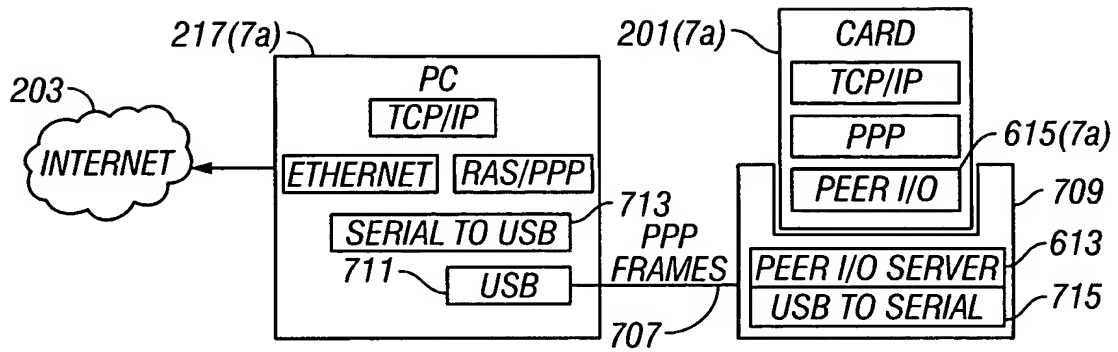 217(7a)
201(7a)
CARD
PC
203
TCP/IP
TCP/IP
PPP
615(7a)
INTERNET
ETHERNET
RAS/PPP
PEER I/O
709
713
SERIAL TO USB
PPP
FRAMES
613
711
USB
PEER I/O SERVER
USB TO SERIAL
715
707